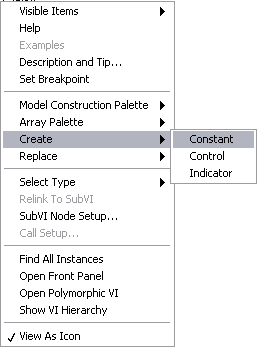 Visible Items
Help
Examples
Description and Tip...
Set Breakpoint
Model Construction Palette
Array Palette
Create
Constant
Replace
Control
Indicator
Select Type
Relink To SubVI
SubVI Node Setup...
Call Setup...
Find All Instances
Open Front Panel
Open Polymorphic VI
Show VI Hierarchy
View As Icon